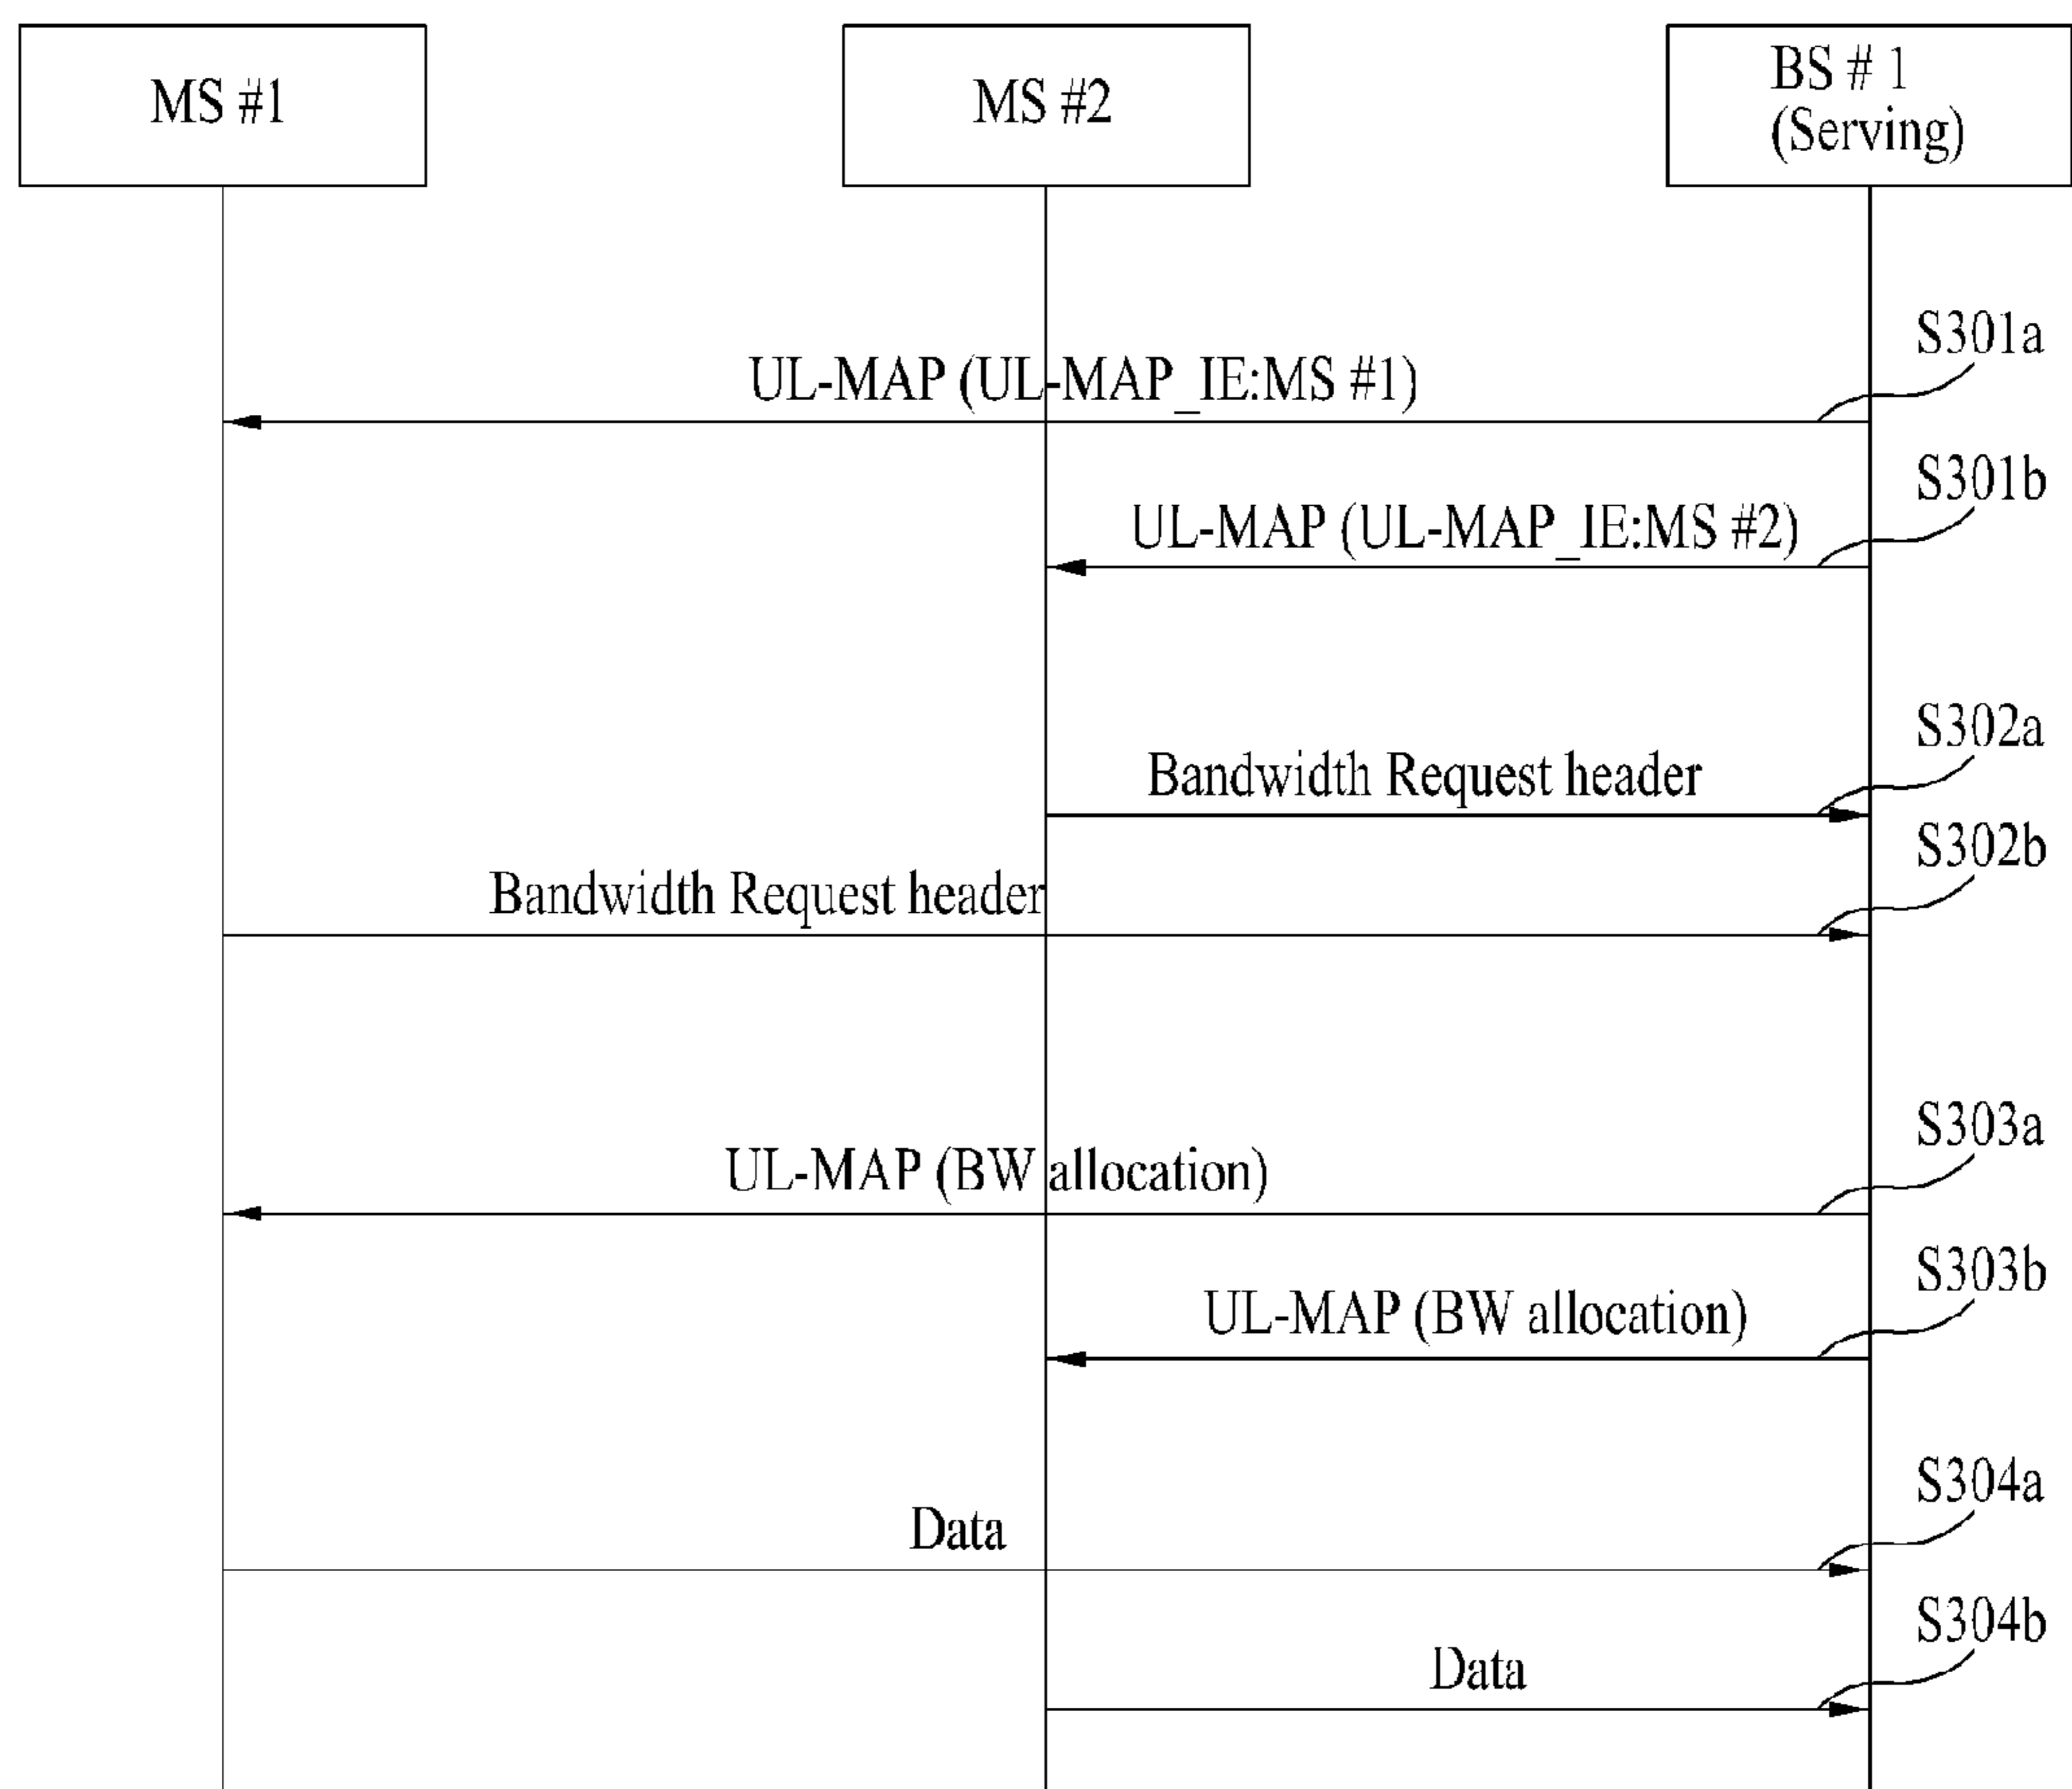 MS #1
MS #2
BS # 1
(Serving)
S301a
UL-MAP (UL-MAP_IE:MS #1)
S301b
UL-MAP (UL-MAP_IE:MS #2)
S302a
Bandwidth Request header
S302b
Bandwidth Request header
S303a
UL-MAP (BW allocation)
S303b
UL-MAP (BW allocation)
S304a
Data
S304b
Data